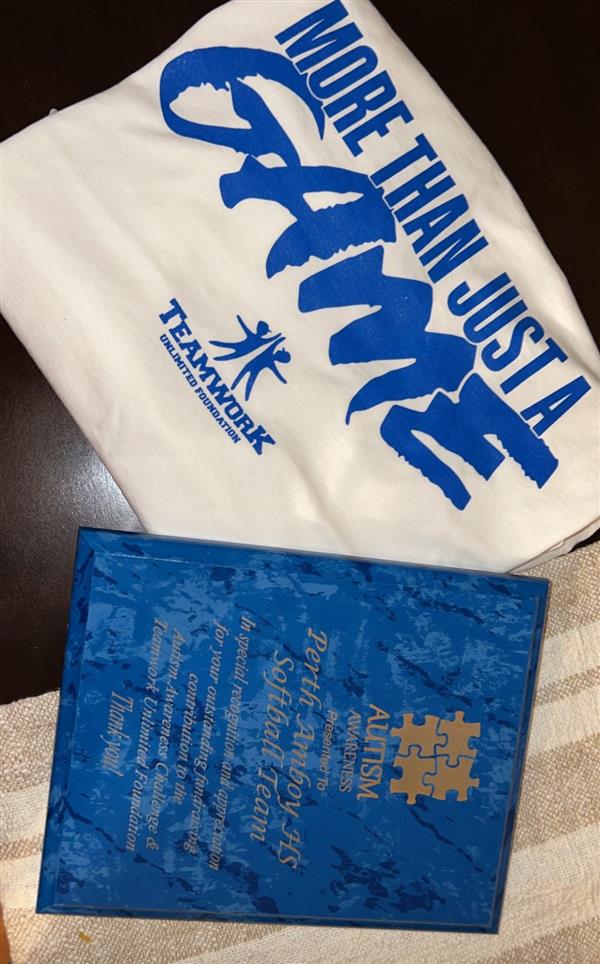 MORE THAN JUST A
GAME
TEAMWORK
UNLIMITED FOUNDATION
AUTISM
AWARENESS
Presented To
Perth Amboy HS
Softball Team
In special recognition and appreciation
for your outstanding fundraising
contribution to the
Autism Awareness Challenge &
Teamwork Unlimited Foundation
Thank you!